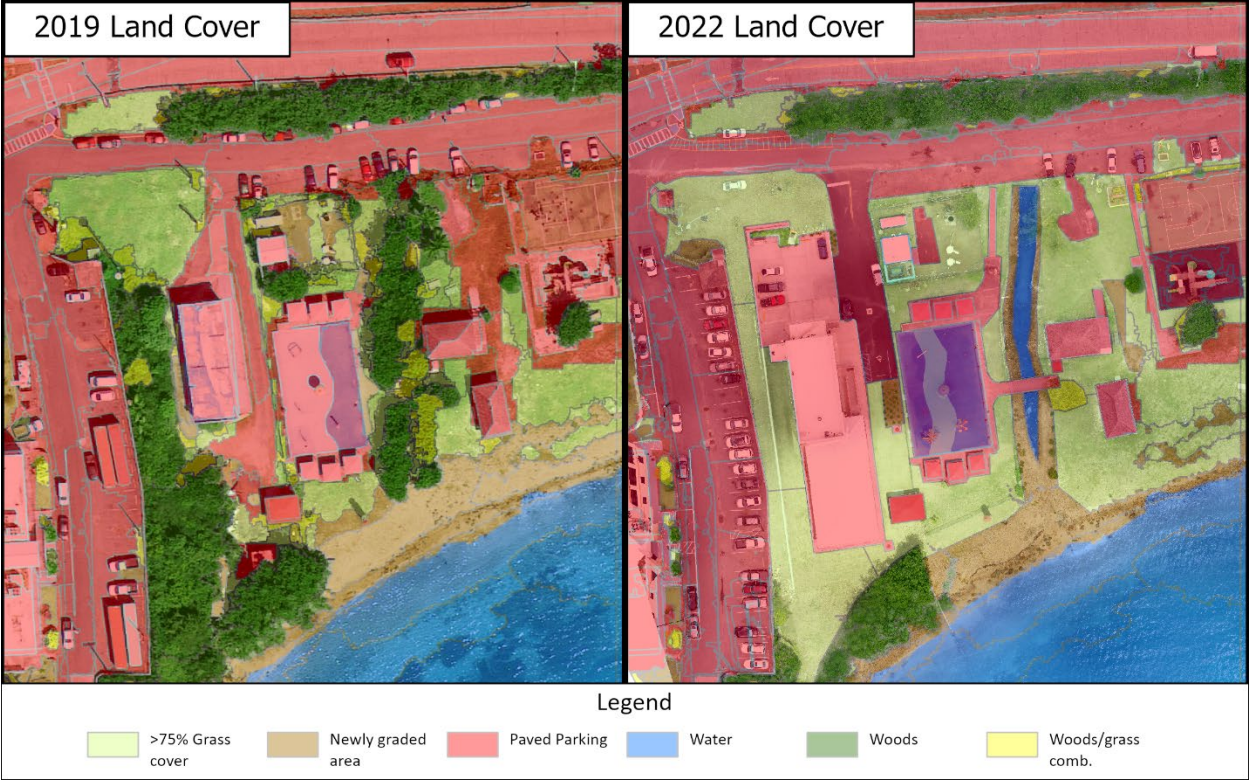 2019 Land Cover
2022 Land Cover
Legend
>75% Grass
cover
Newly graded
area
Paved Parking
Water
Woods
Woods/grass
comb.